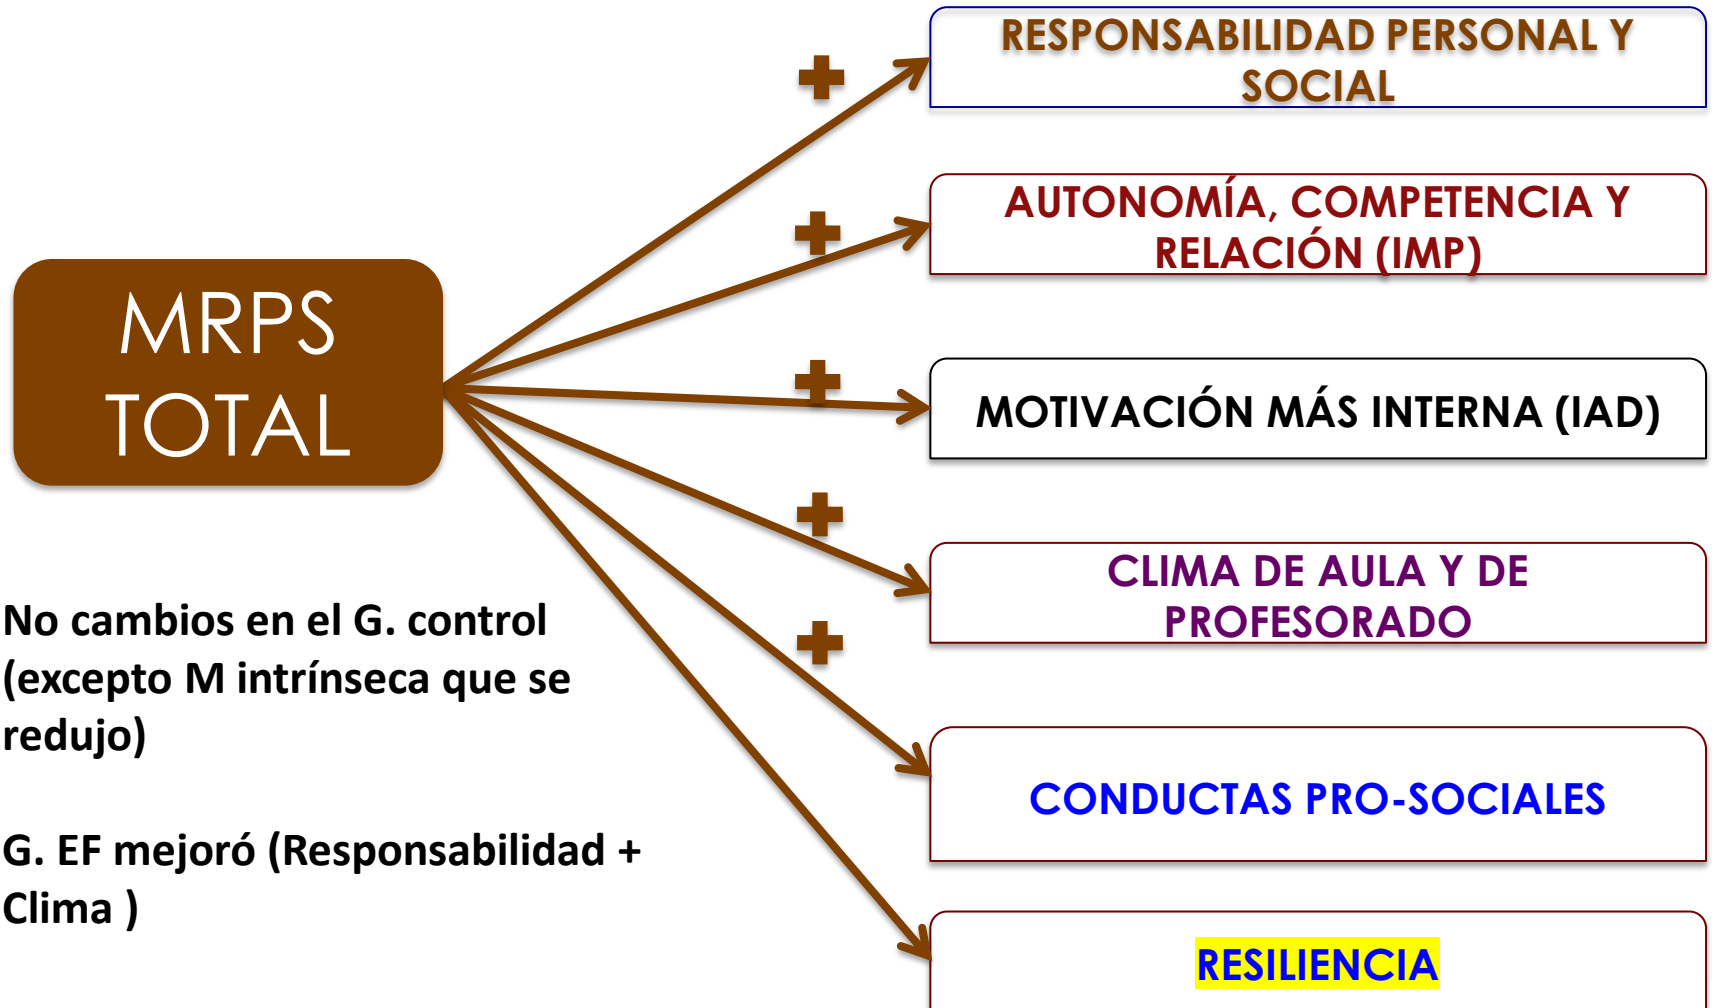 RESPONSABILIDAD PERSONAL Y
SOCIAL
AUTONOMÍA, COMPETENCIA Y
RELACIÓN (IMP)
MRPS
TOTAL
MOTIVACIÓN MÁS INTERNA (IAD)
CLIMA DE AULA Y DE
PROFESORADO
No cambios en el G. control
(excepto M intrínseca que se
redujo)
CONDUCTAS PRO-SOCIALES
G. EF mejoró (Responsabilidad +
Clima )
RESILIENCIA